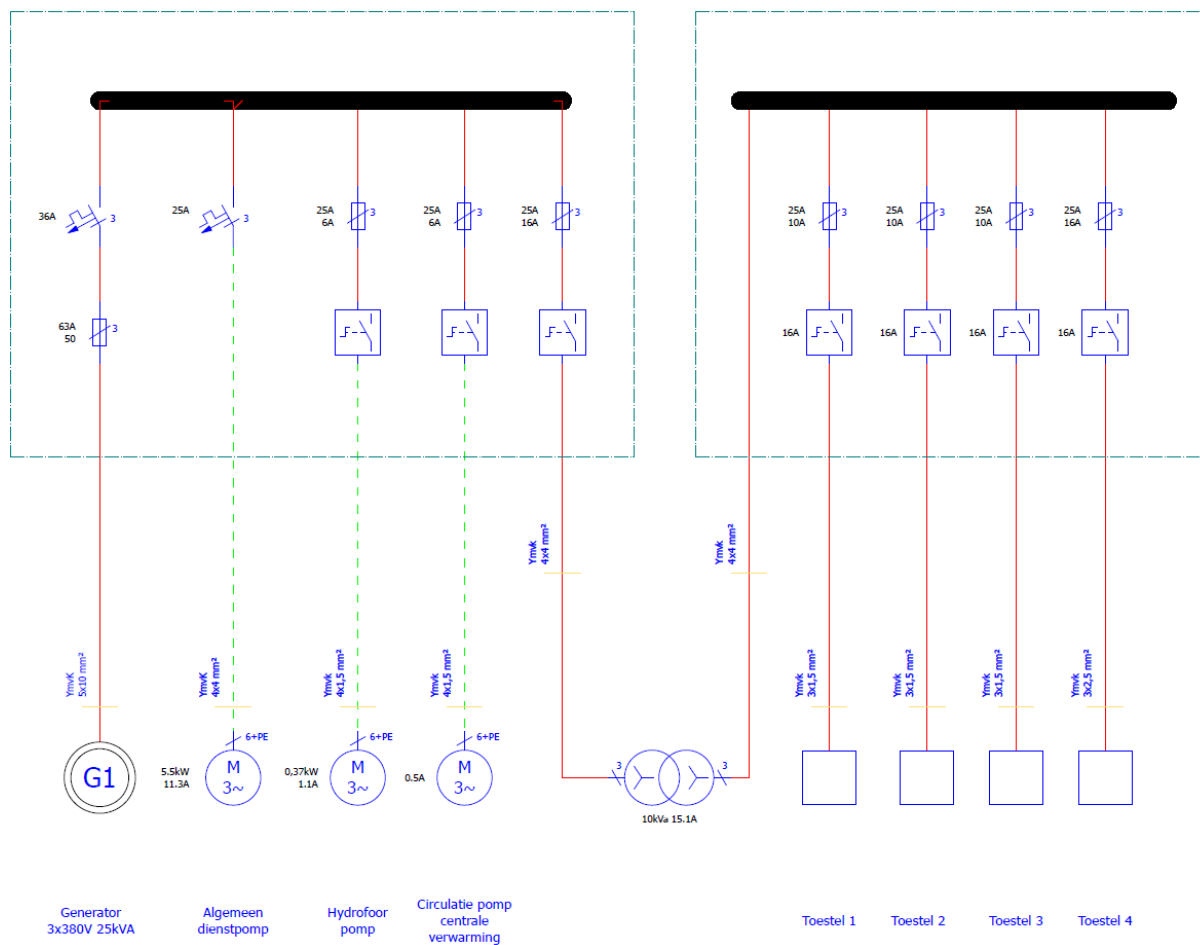 36A
3
25A
3
25A
6A
3
25A
6A
3
25A
16A
3
25A
10A
3
25A
10A
3
25A
10A
3
25A
16A
3
63A
50
3
16A
16A
16A
16A
Ymvk
4x4 mm²
Ymvk
4x4 mm²
YmvK
5x10 mm²
YmvK
4x4 mm²
Ymvk
4x1,5 mm²
Ymvk
4x1,5 mm²
Ymvk
3x1,5 mm²
Ymvk
3x1,5 mm²
Ymvk
3x1,5 mm²
Ymvk
3x2,5 mm²
6+PE
6+PE
6+PE
G1
5.5kW
11.3A
M
3~
0,37kW
1.1A
M
3~
0.5A
M
3~
3
3
10kVa 15.1A
Generator
3x380V 25kVA
Algemeen
dienstpomp
Hydrofoor
pomp
Circulatie pomp
centrale
verwarming
Toestel 1
Toestel 2
Toestel 3
Toestel 4